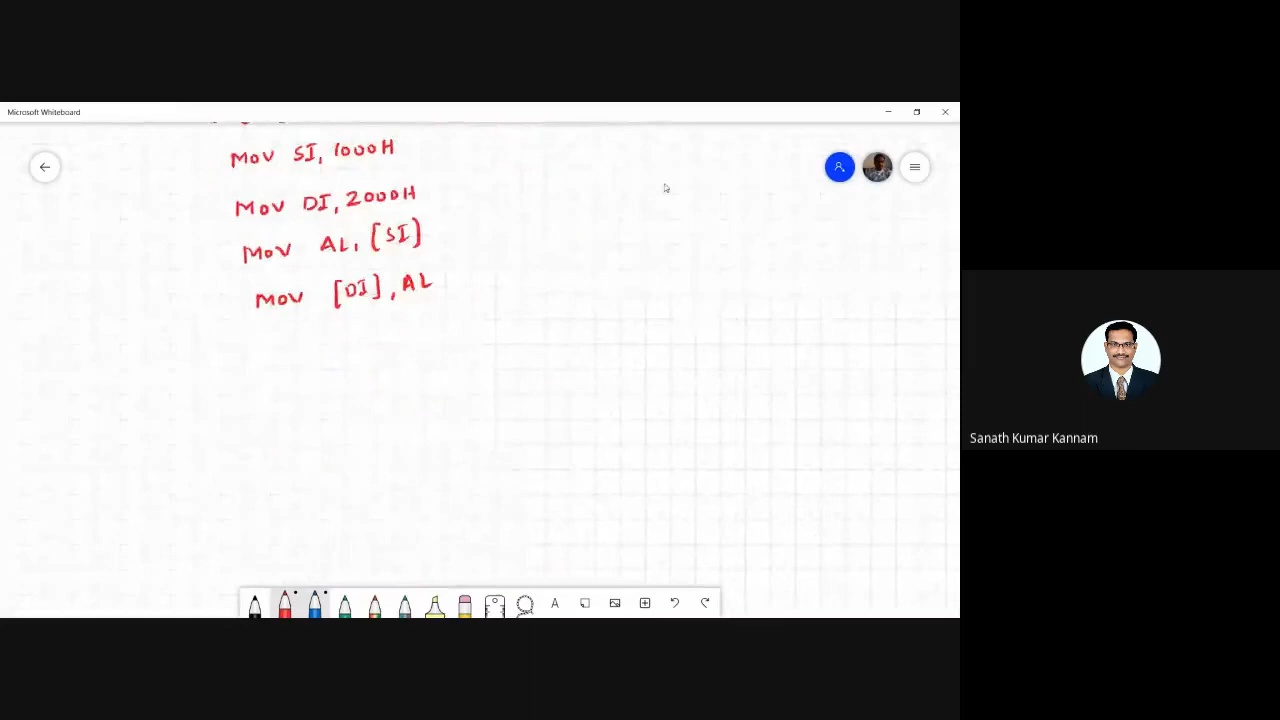 Microsoft Whiteboard
MOV SI, 1000H
MOV DI, 2000H
MOV AL, [SI]
MOV [DI], AL
A
Sanath Kumar Kannam